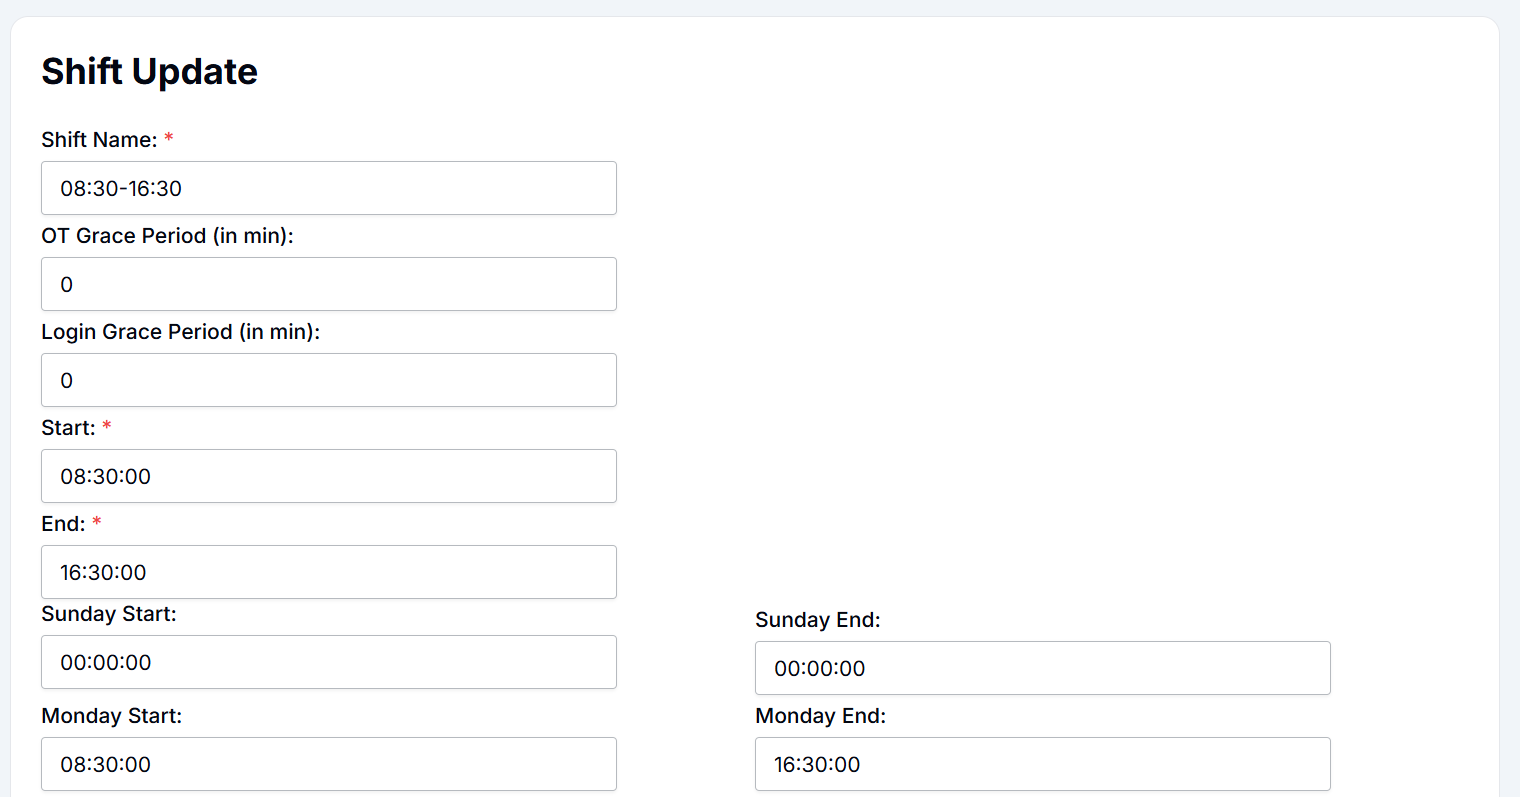 Shift Update
Shift Name: *
08:30-16:30
OT Grace Period (in min):
0
Login Grace Period (in min):
0
Start: *
08:30:00
End: *
16:30:00
Sunday Start:
00:00:00
Sunday End:
00:00:00
Monday Start:
08:30:00
Monday End:
16:30:00